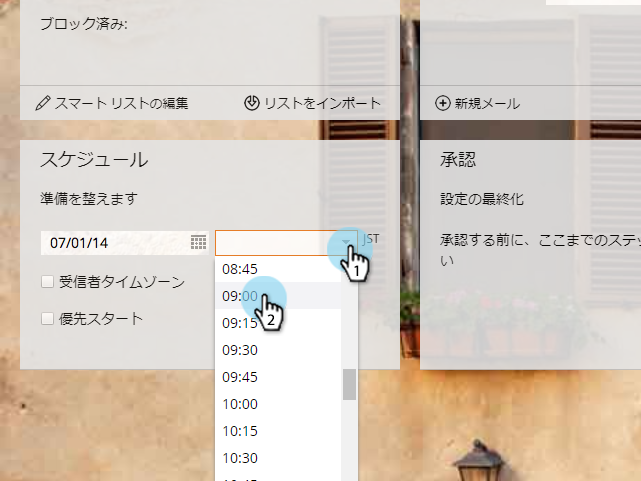 ブロック済み:
スマート リストの編集
リストをインポート
新規メール
スケジュール
準備を整えます
07/01/14
JST
受信者タイムゾーン
優先スタート
08:45
09:00
09:15
09:30
09:45
10:00
10:15
10:30
1
2
承認
設定の最終化
承認する前に、ここまでのステッ
い